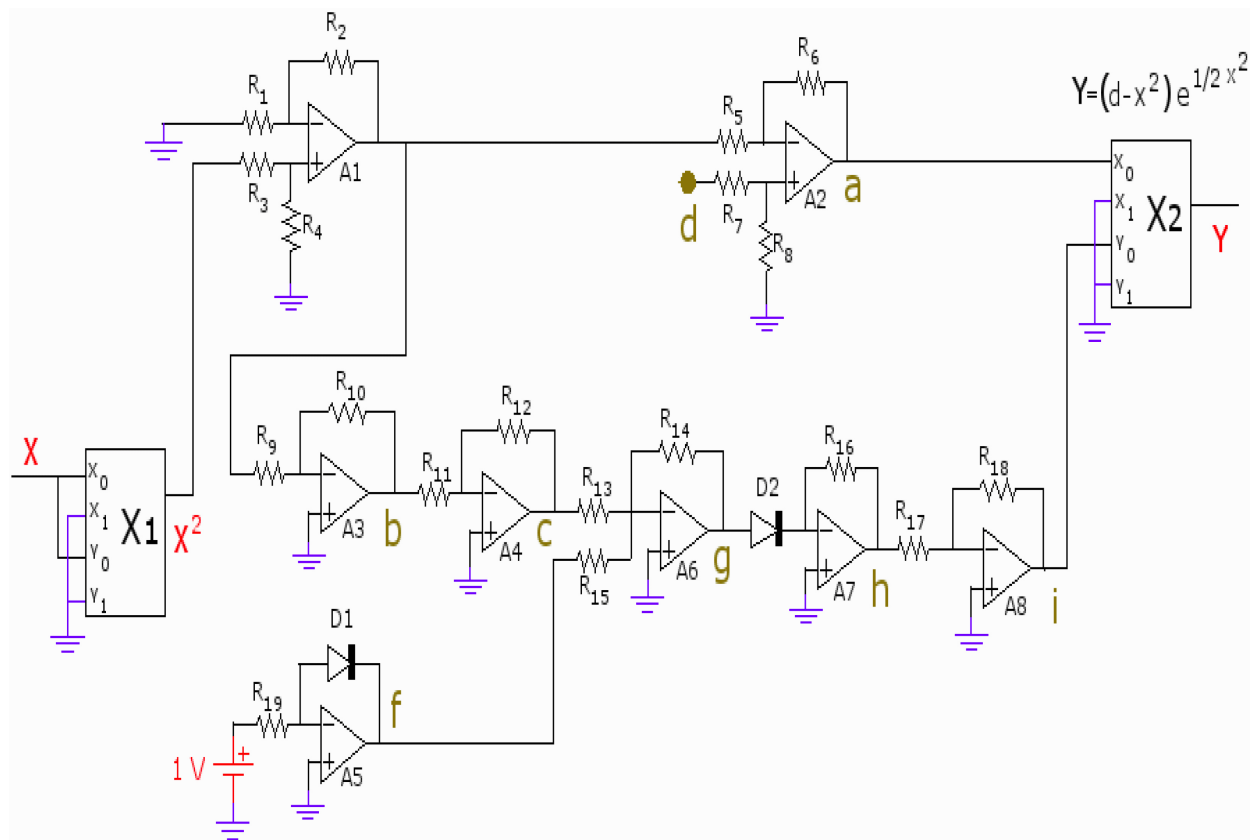 R2
R1
A1
R3
R4
R6
R5
A2
a
d
R7
R8
Y=(d-x²)e^1/2 x²
X0
X1
Y0
Y1
X2
Y
X
X0
X1
Y0
Y1
X1
X²
R10
R9
A3
b
R12
R11
A4
c
R14
R13
R15
A6
g
D2
R16
A7
h
R17
R18
A8
i
D1
R19
A5
f
1 V
+